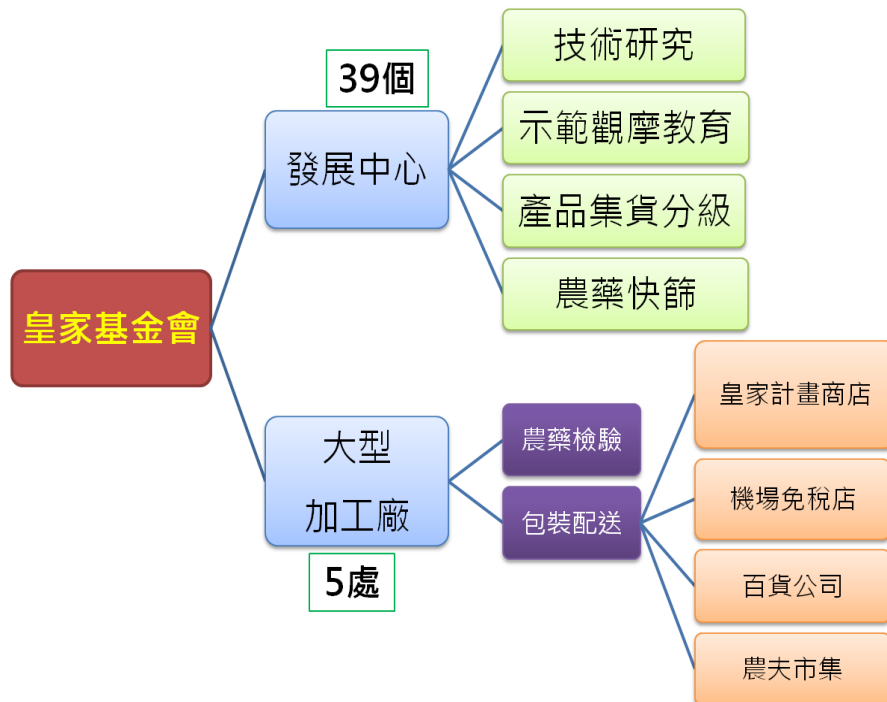 皇家基金會
39個
發展中心
技術研究
示範觀摩教育
產品集貨分級
農藥快篩
大型
加工廠
5處
農藥檢驗
包裝配送
皇家計畫商店
機場免稅店
百貨公司
農夫市集